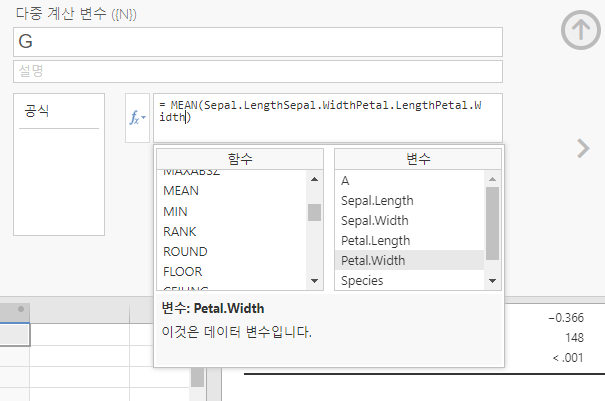 다중 계산 변수 ({N})
G
설명
공식
fx
= MEAN(Sepal.LengthSepal.WidthPetal.LengthPetal.W
idth)
함수
변수
MAXABSZ
MEAN
MIN
RANK
ROUND
FLOOR
CEILING
A
Sepal.Length
Sepal.Width
Petal.Length
Petal.Width
Species
변수: Petal.Width
이것은 데이터 변수입니다.
−0.366
148
< .001